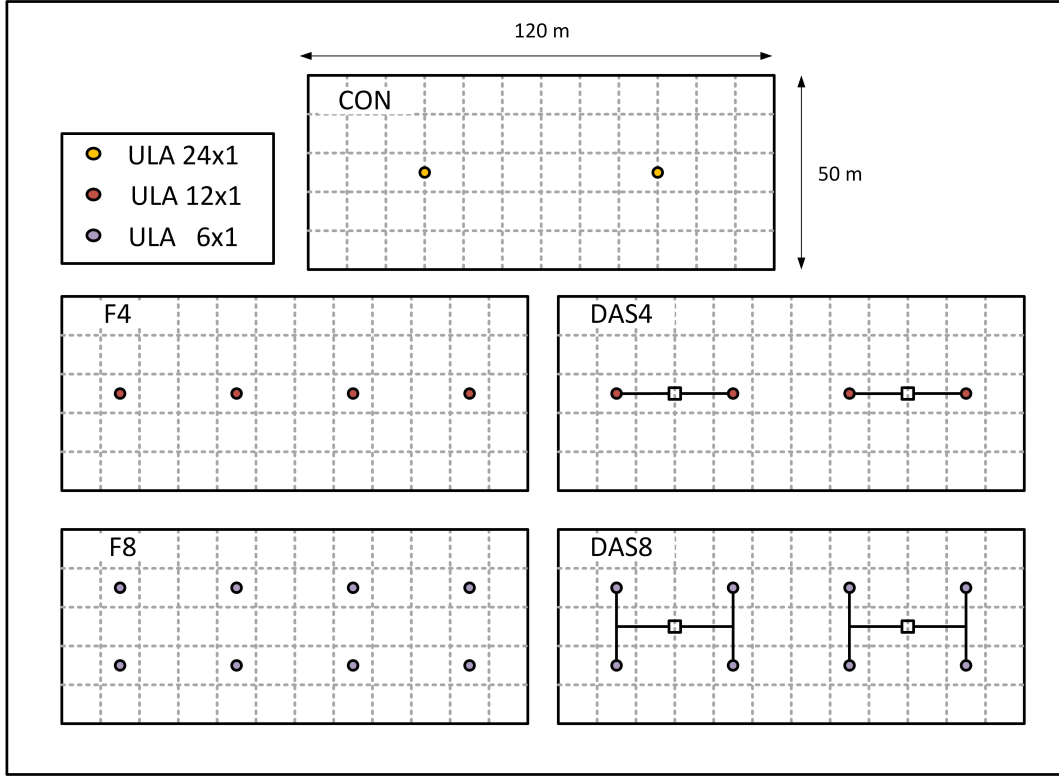 120 m
CON
50 m
ULA 24x1
ULA 12x1
ULA 6x1
F4
DAS4
F8
DAS8